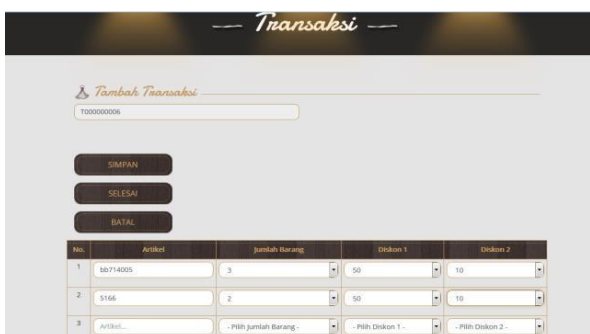 Transaksi
Tambah Transaksi
T000000006
SIMPAN
SELESAI
BATAL
No. Artikel Jumlah Barang Diskon 1 Diskon 2
1 bb714005 3 50 10
2 5166 2 50 10
3 Artikel... - Pilih Jumlah Barang - - Pilih Diskon 1 - - Pilih Diskon 2 -